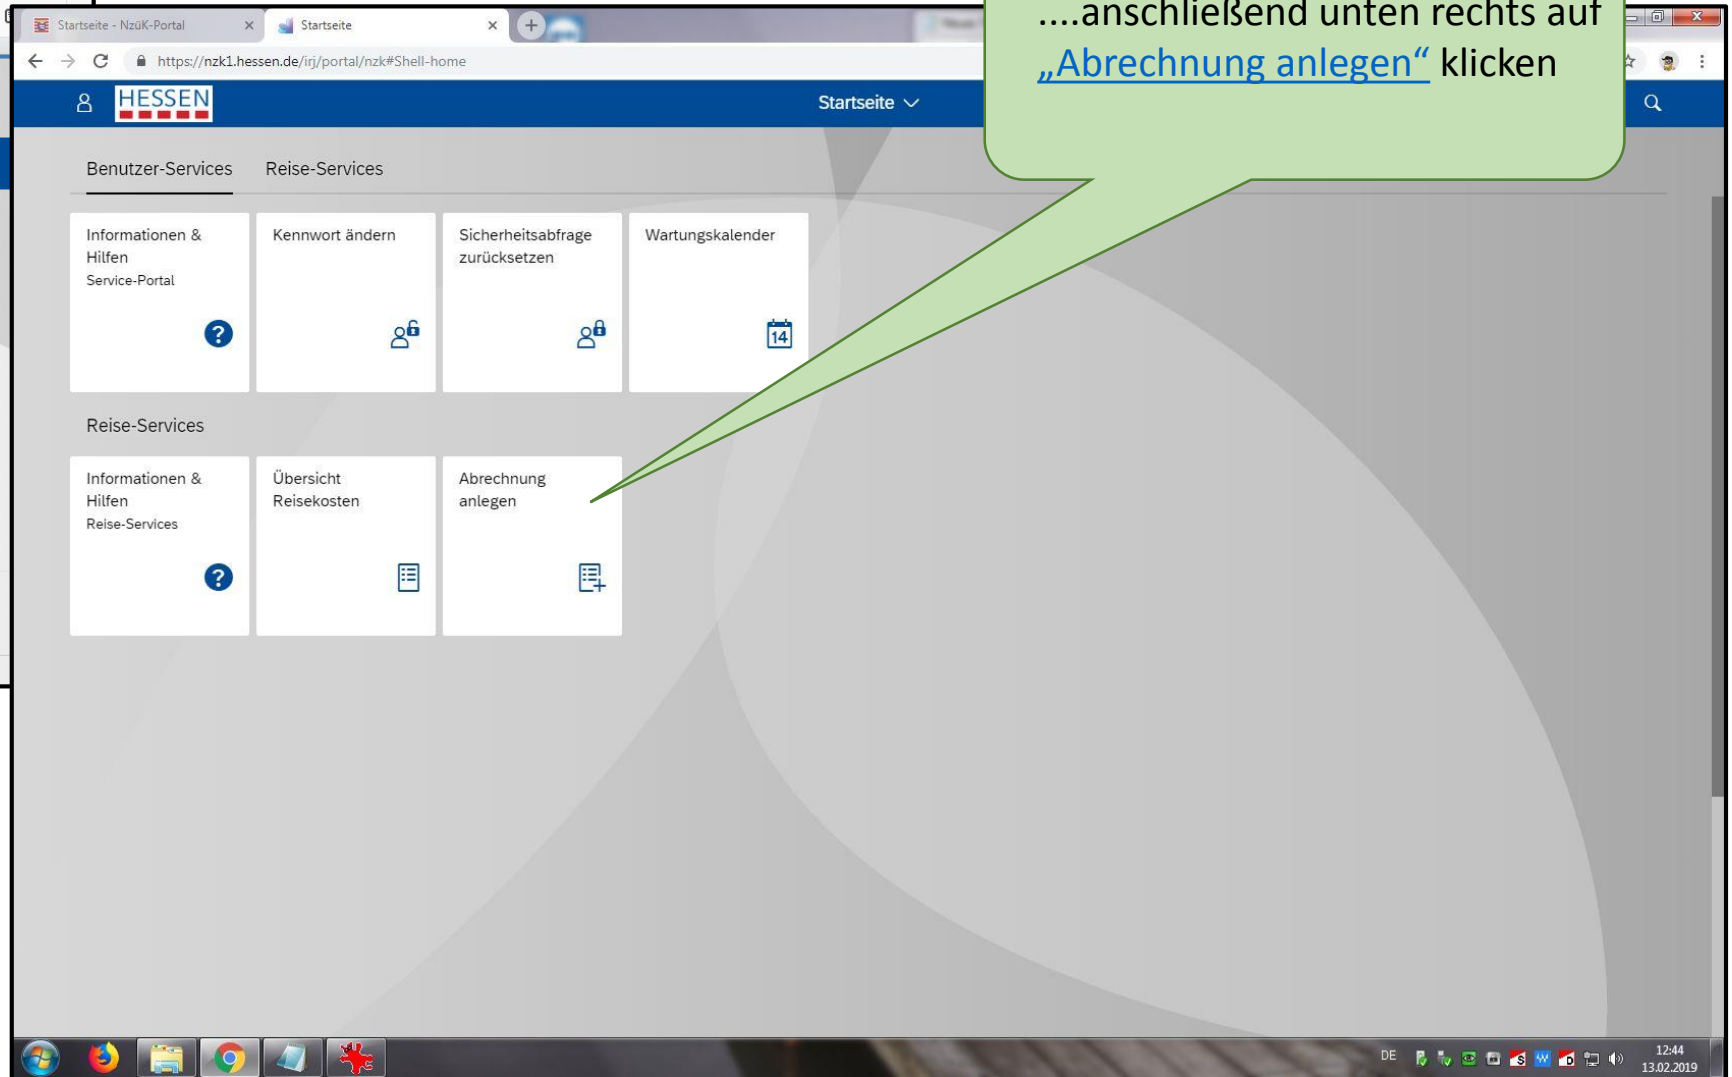 ....anschließend unten rechts auf
„Abrechnung anlegen“ klicken
Startseite - NzüK-Portal
Startseite
https://nzk1.hessen.de/irj/portal/nzk#Shell-home
HESSEN
Startseite
Benutzer-Services
Reise-Services
Informationen &
Hilfen
Service-Portal
Kennwort ändern
Sicherheitsabfrage
zurücksetzen
Wartungskalender
14
Reise-Services
Informationen &
Hilfen
Reise-Services
Übersicht
Reisekosten
Abrechnung
anlegen
DE
12:44
13.02.2019